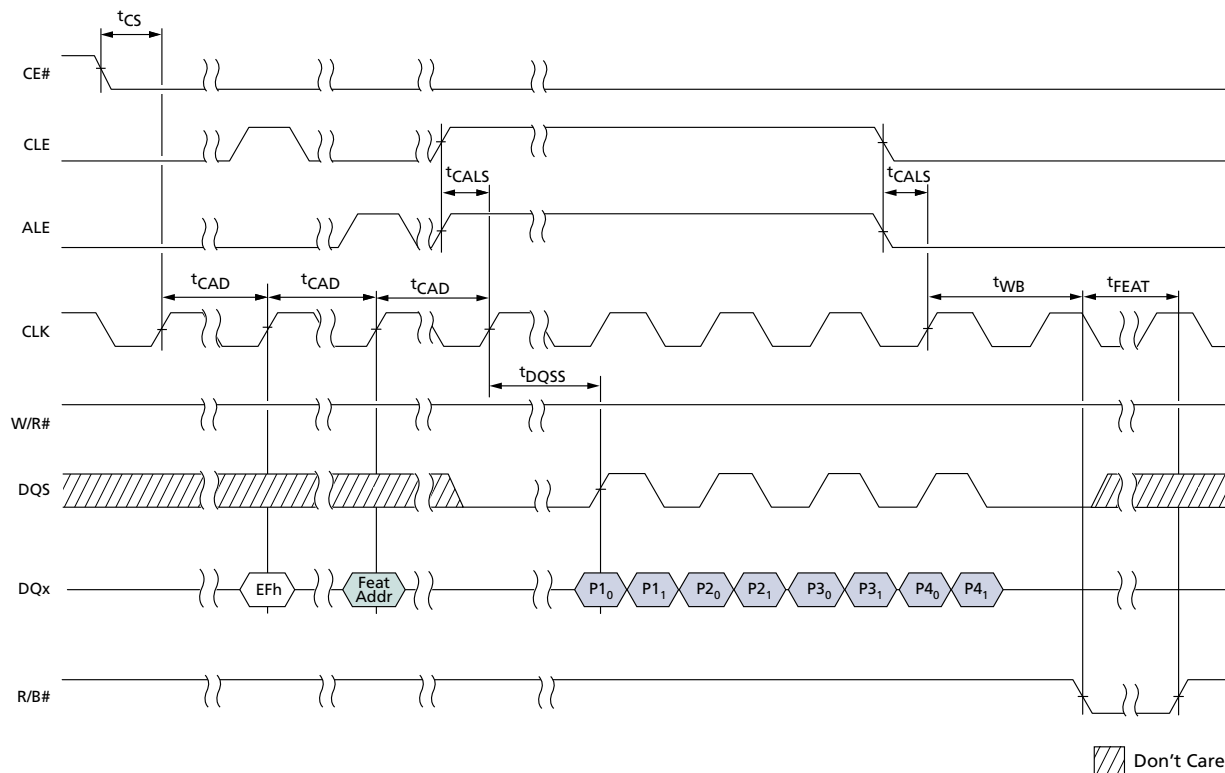 tCS
CE#
CLE
tCALS tCALS
ALE
tCAD tCAD tCAD tWB tFEAT
CLK
tDQSS
W/R#
DQS
DQx EFh Feat Addr P10 P11 P20 P21 P30 P31 P40 P41
R/B#
Don't Care